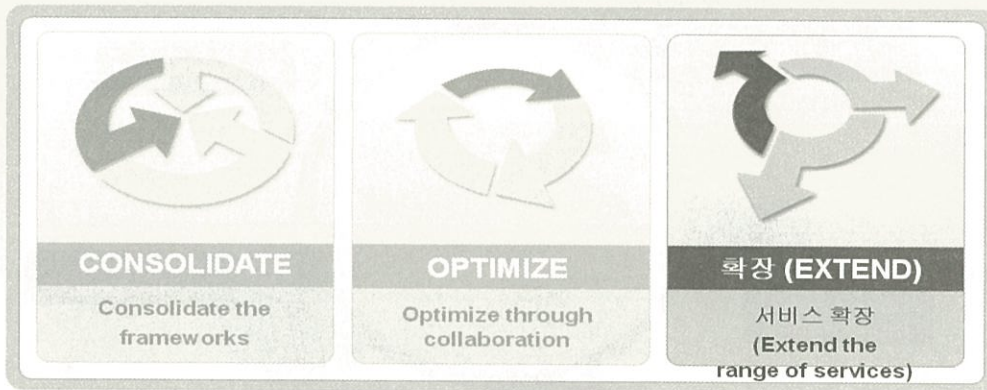 CONSOLIDATE
Consolidate the
frameworks
OPTIMIZE
Optimize through
collaboration
확장 (EXTEND)
서비스 확장
(Extend the
range of services)